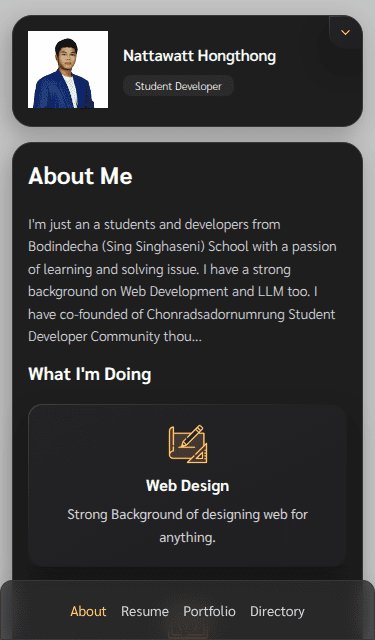 Nattawatt Hongthong
Student Developer
About Me
I'm just an a students and developers from
Bodindecha (Sing Singhaseni) School with a passion
of learning and solving issue. I have a strong
background on Web Development and LLM too. I
have co-founded of Chonradsadornumrung Student
Developer Community thou...
What I'm Doing
Web Design
Strong Background of designing web for
anything.
About Resume Portfolio Directory